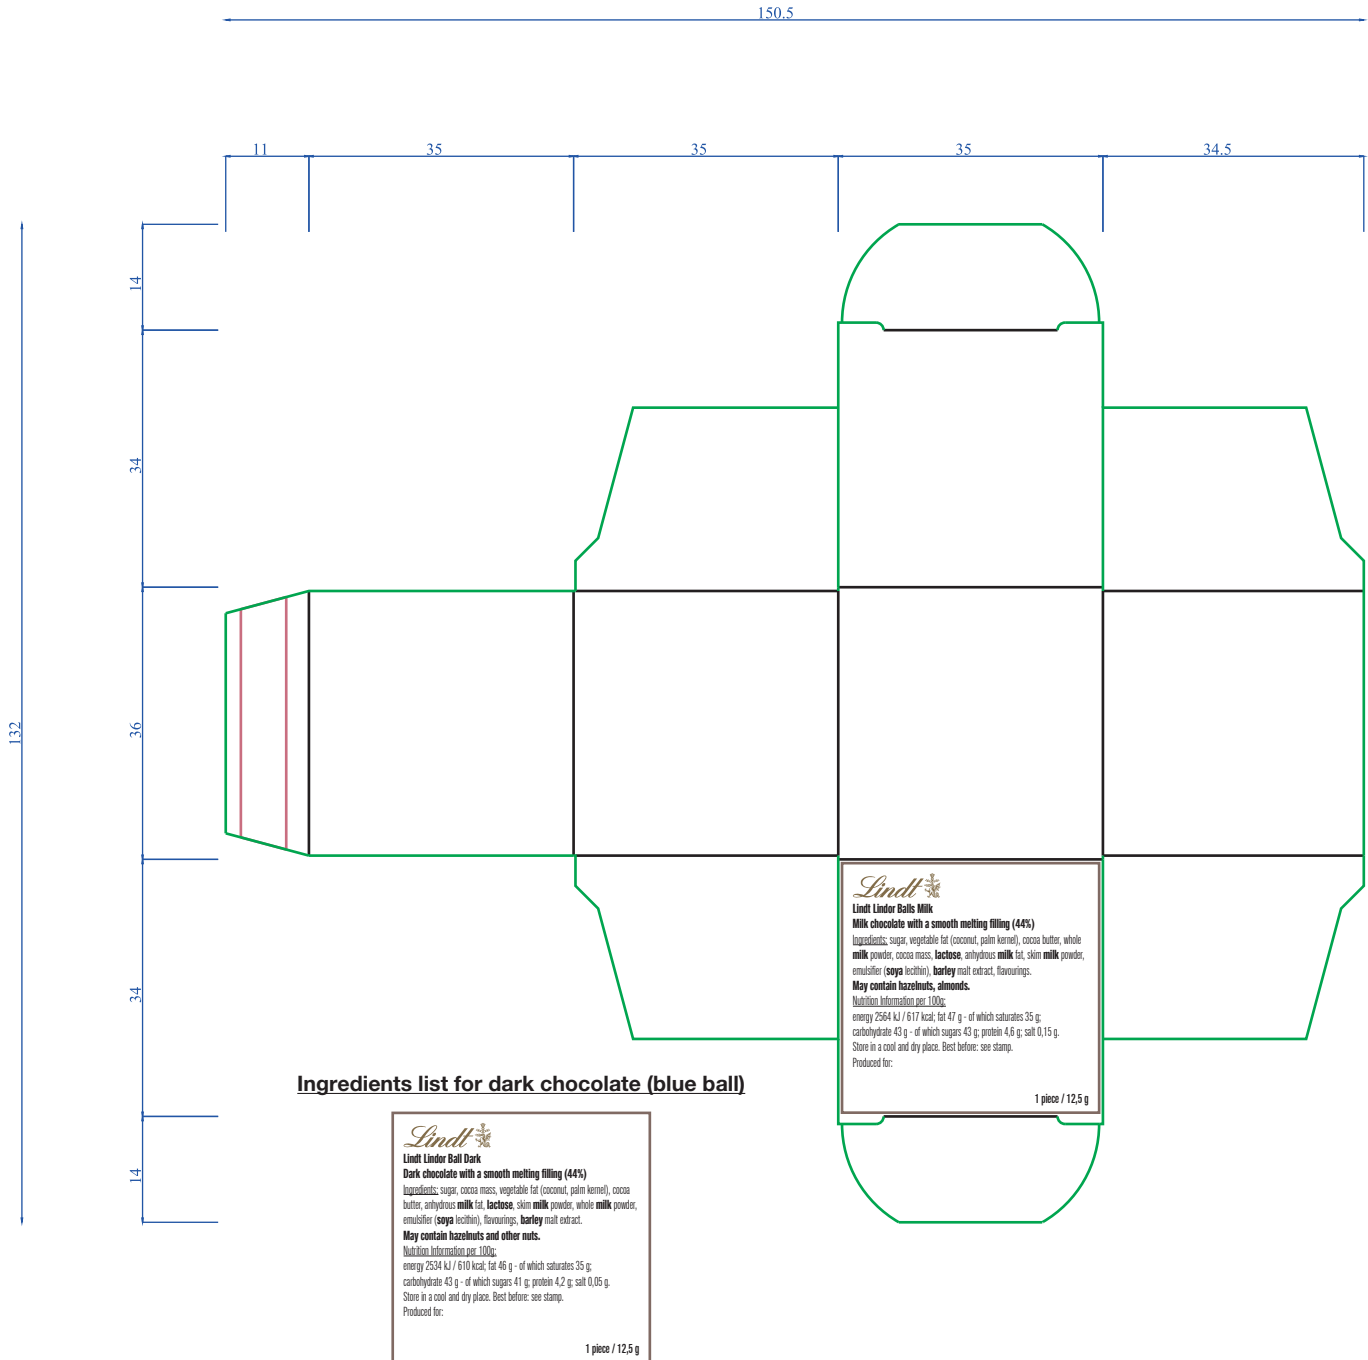 150.5
11
35
35
35
34.5
14
34
36
132
34
14
Lindt
Lindt Lindor Balls Milk
Milk chocolate with a smooth melting filling (44%)
Ingredients: sugar, vegetable fat (coconut, palm kernel), cocoa butter, whole
milk powder, cocoa mass, lactose, anhydrous milk fat, skim milk powder,
emulsifier (soya lecithin), barley malt extract, flavourings.
May contain hazelnuts, almonds.
Nutrition Information per 100g:
energy 2564 kJ / 617 kcal; fat 47 g - of which saturates 35 g;
carbohydrate 43 g - of which sugars 43 g; protein 4,6 g; salt 0,15 g.
Store in a cool and dry place. Best before: see stamp.
Produced for:
1 piece / 12,5 g
Ingredients list for dark chocolate (blue ball)
Lindt
Lindt Lindor Ball Dark
Dark chocolate with a smooth melting filling (44%)
Ingredients: sugar, cocoa mass, vegetable fat (coconut, palm kernel), cocoa
butter, anhydrous milk fat, lactose, skim milk powder, whole milk powder,
emulsifier (soya lecithin), flavourings, barley malt extract.
May contain hazelnuts and other nuts.
Nutrition Information per 100g:
energy 2534 kJ / 610 kcal; fat 46 g - of which saturates 35 g;
carbohydrate 43 g - of which sugars 41 g; protein 4,2 g; salt 0,05 g.
Store in a cool and dry place. Best before: see stamp.
Produced for:
1 piece / 12,5 g